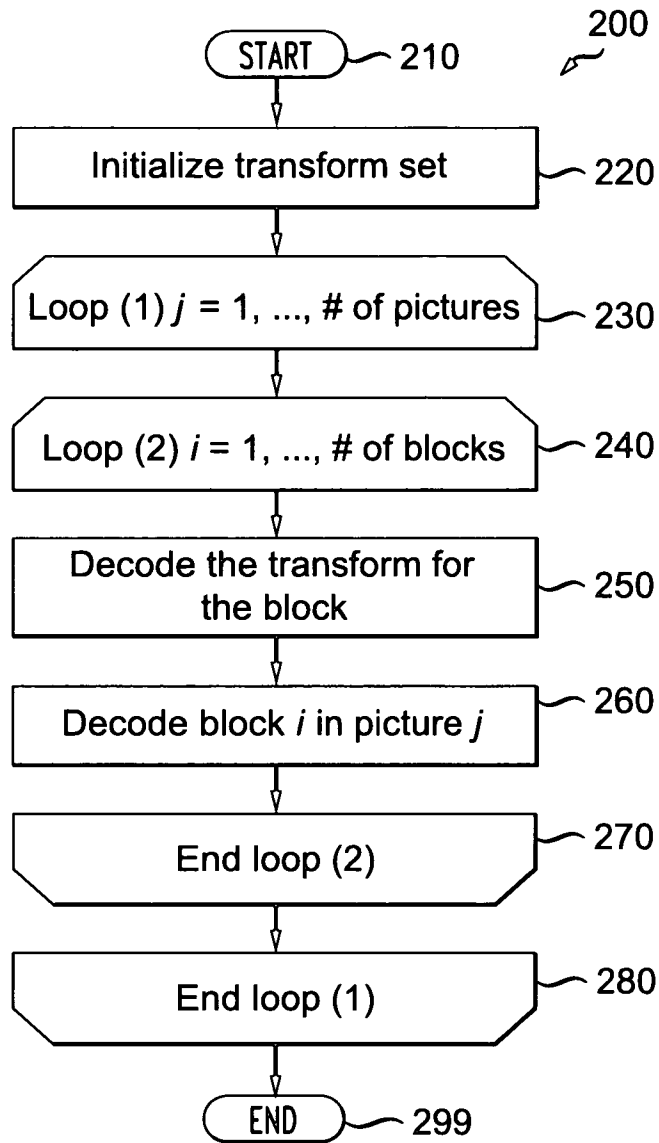 200
START 210
Initialize transform set 220
Loop (1) j = 1, ..., # of pictures 230
Loop (2) i = 1, ..., # of blocks 240
Decode the transform for
the block 250
Decode block i in picture j 260
End loop (2) 270
End loop (1) 280
END 299